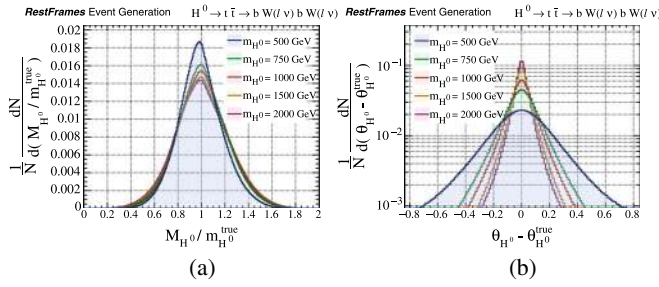 RestFrames Event Generation H⁰ → t t̄ → b W(l ν) b W(l ν)
1/N dN / d( M_H⁰ / m_H⁰^true )
0.02
0.018
0.016
0.014
0.012
0.01
0.008
0.006
0.004
0.002
0
m_H⁰ = 500 GeV
m_H⁰ = 750 GeV
m_H⁰ = 1000 GeV
m_H⁰ = 1500 GeV
m_H⁰ = 2000 GeV
0 0.2 0.4 0.6 0.8 1 1.2 1.4 1.6 1.8 2
M_H⁰ / m_H⁰^true
(a)
RestFrames Event Generation H⁰ → t t̄ → b W(l ν) b W(l ν)
1/N dN / d( θ_H⁰ - θ_H⁰^true )
10⁻¹
10⁻²
10⁻³
m_H⁰ = 500 GeV
m_H⁰ = 750 GeV
m_H⁰ = 1000 GeV
m_H⁰ = 1500 GeV
m_H⁰ = 2000 GeV
−0.8 −0.6 −0.4 −0.2 0 0.2 0.4 0.6 0.8
θ_H⁰ - θ_H⁰^true
(b)